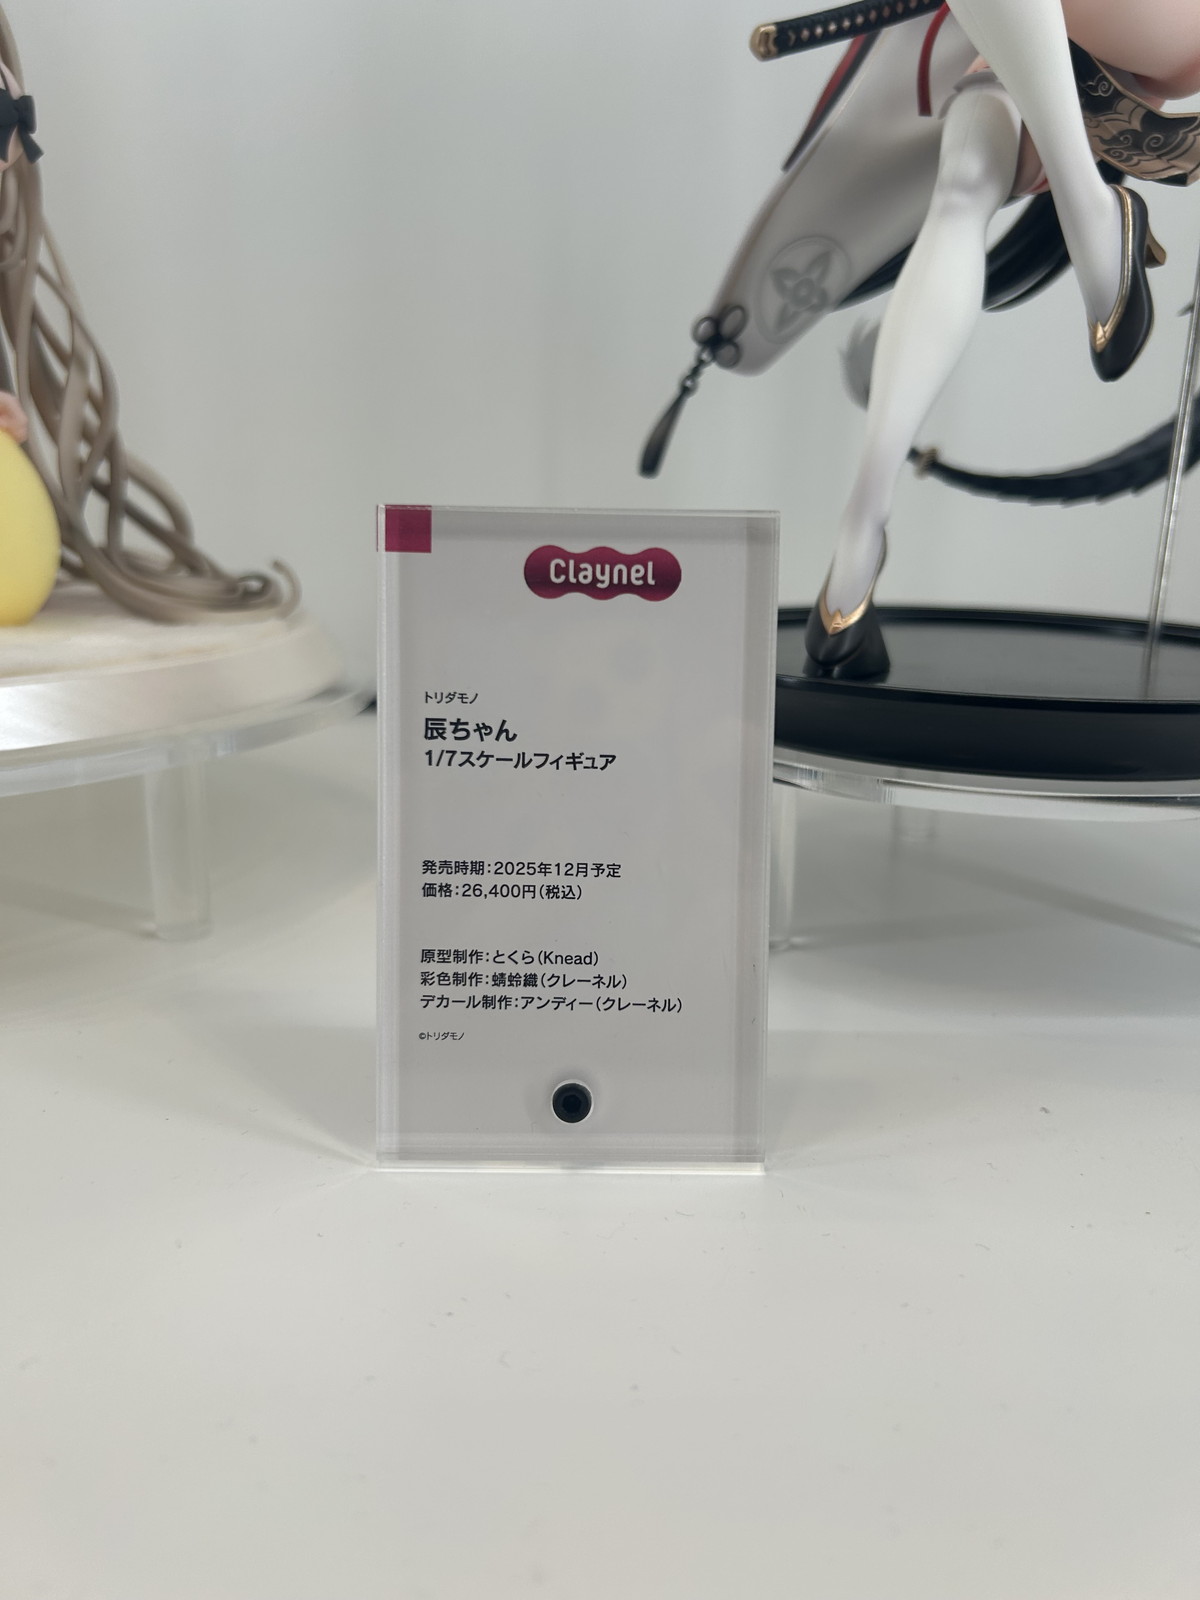 Claynel
トリダモノ
辰ちゃん
1/7スケールフィギュア
発売時期：2025年12月予定
価格：26,400円（税込）
原型制作：とくら（Knead）
彩色制作：蜻蛉織（クレーネル）
デカール制作：アンディー（クレーネル）
©トリダモノ